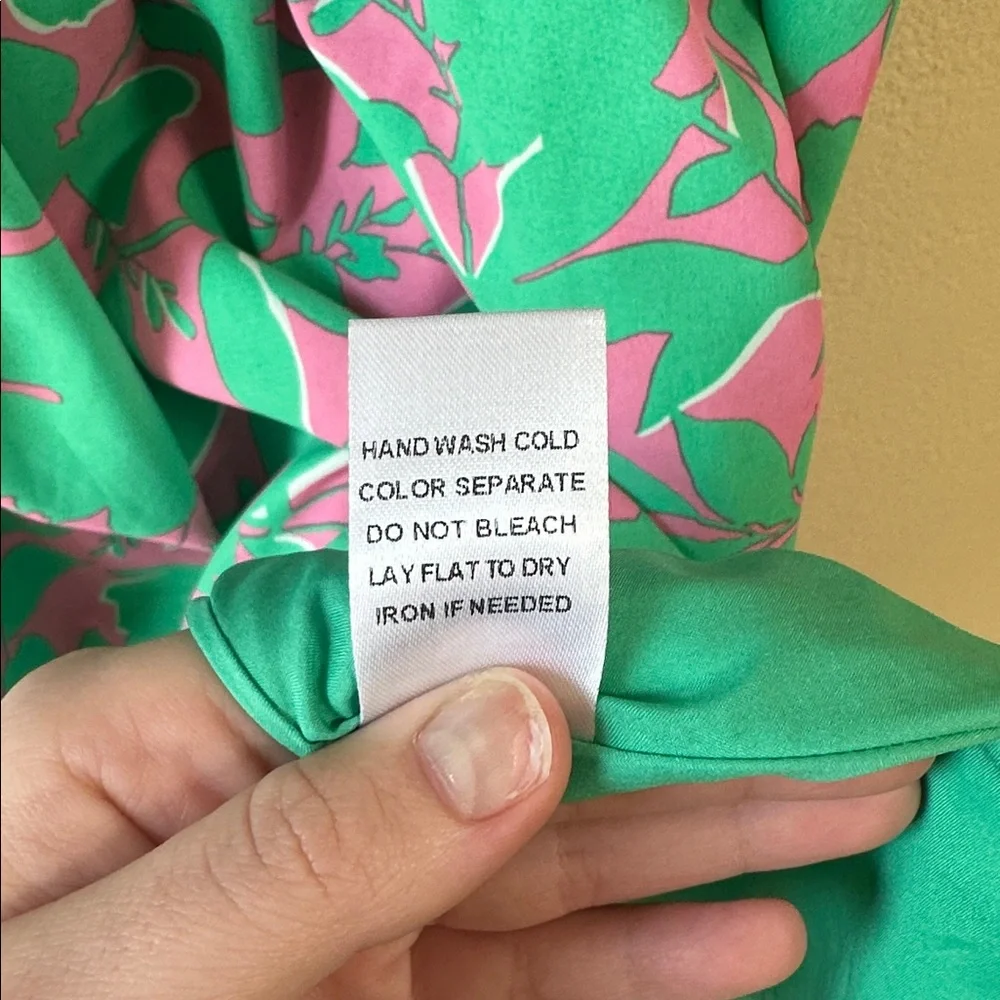 HAND WASH COLD
COLOR SEPARATE
DO NOT BLEACH
LAY FLAT TO DRY
IRON IF NEEDED